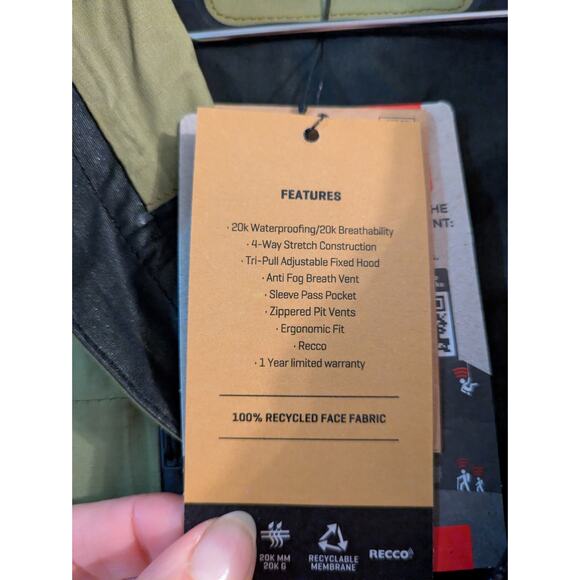 FEATURES
· 20k Waterproofing/20k Breathability
· 4-Way Stretch Construction
· Tri-Pull Adjustable Fixed Hood
· Anti Fog Breath Vent
· Sleeve Pass Pocket
· Zippered Pit Vents
· Ergonomic Fit
· Recco
· 1 Year limited warranty
100% RECYCLED FACE FABRIC
20K MM
20K G
RECYCLABLE
MEMBRANE
RECCO
HE
NT: